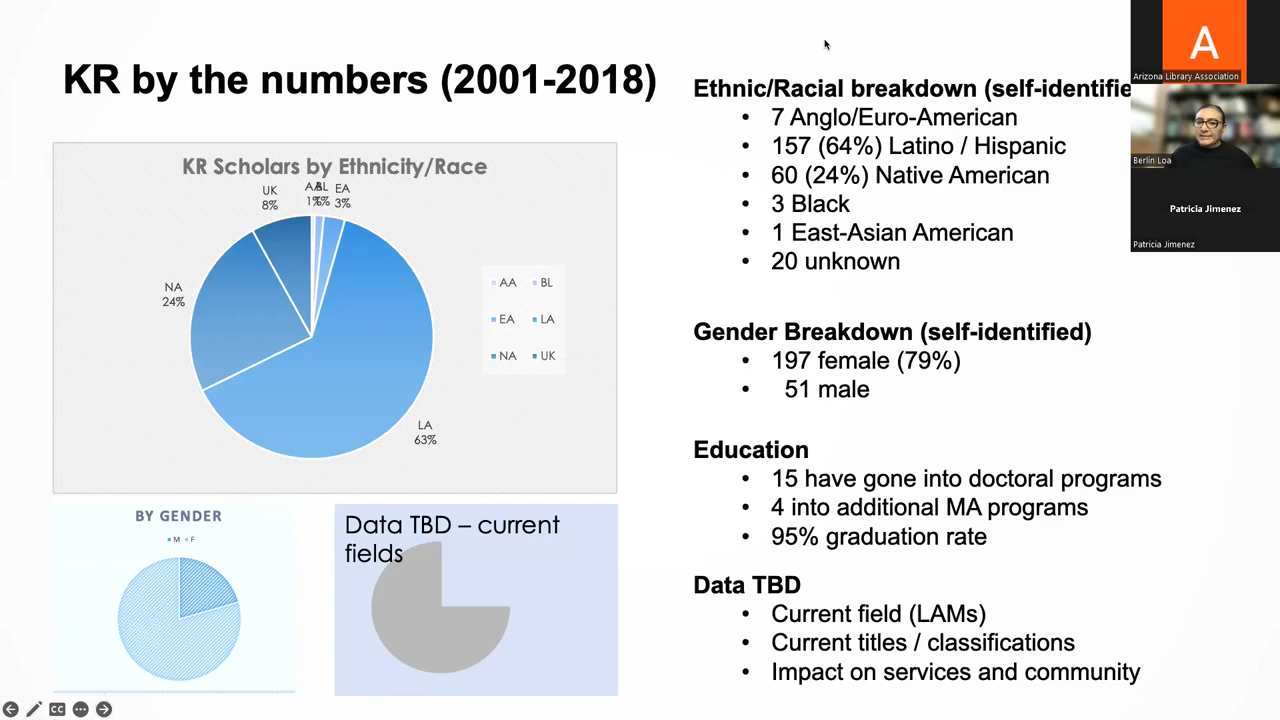 KR by the numbers (2001-2018)
KR Scholars by Ethnicity/Race
UK
8%
BL
EA
1%
3%
NA
24%
LA
63%
AA BL
EA LA
NA UK
BY GENDER
M F
Data TBD – current
fields
Ethnic/Racial breakdown (self-identifie
• 7 Anglo/Euro-American
• 157 (64%) Latino / Hispanic
• 60 (24%) Native American
• 3 Black
• 1 East-Asian American
• 20 unknown
Gender Breakdown (self-identified)
• 197 female (79%)
• 51 male
Education
• 15 have gone into doctoral programs
• 4 into additional MA programs
• 95% graduation rate
Data TBD
• Current field (LAMs)
• Current titles / classifications
• Impact on services and community
A
Arizona Library Association
Berlin Loa
Patricia Jimenez
Patricia Jimenez
CC